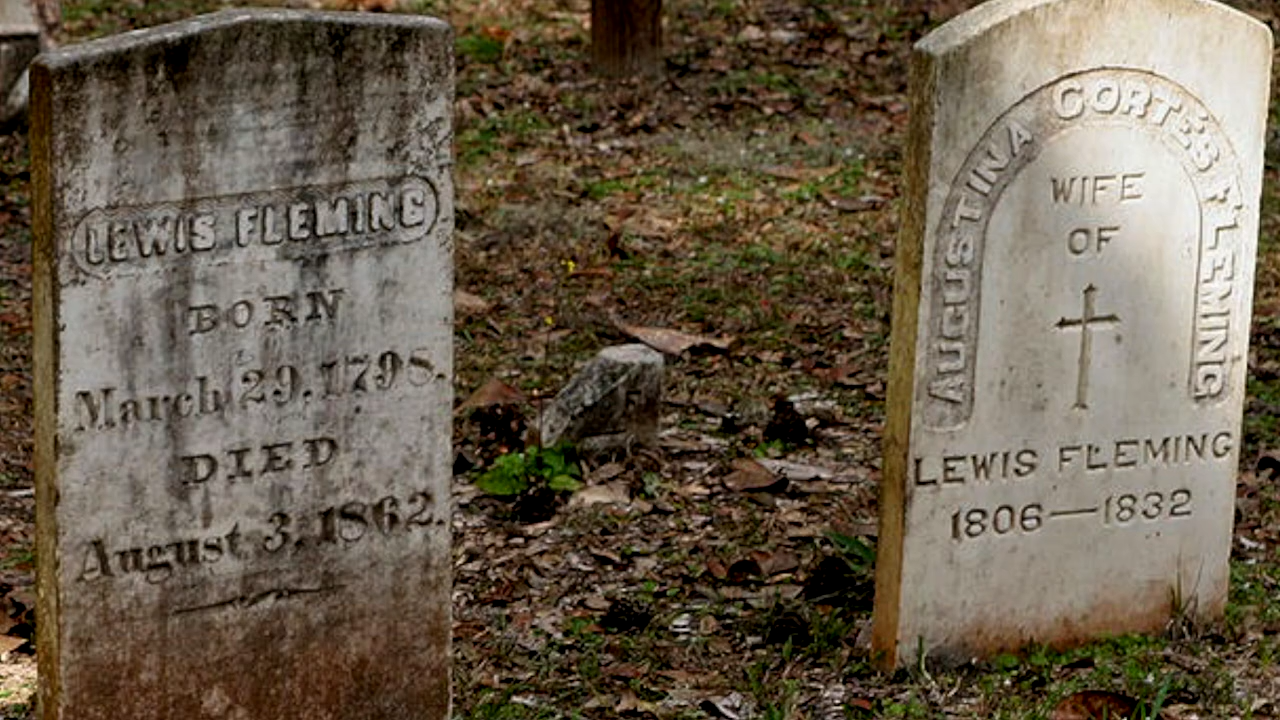 LEWIS FLEMING
BORN
March 29, 1798.
DIED
August 3, 1862.
AUGUSTINA CORTES FLEMING
WIFE
OF
LEWIS FLEMING
1806—1832